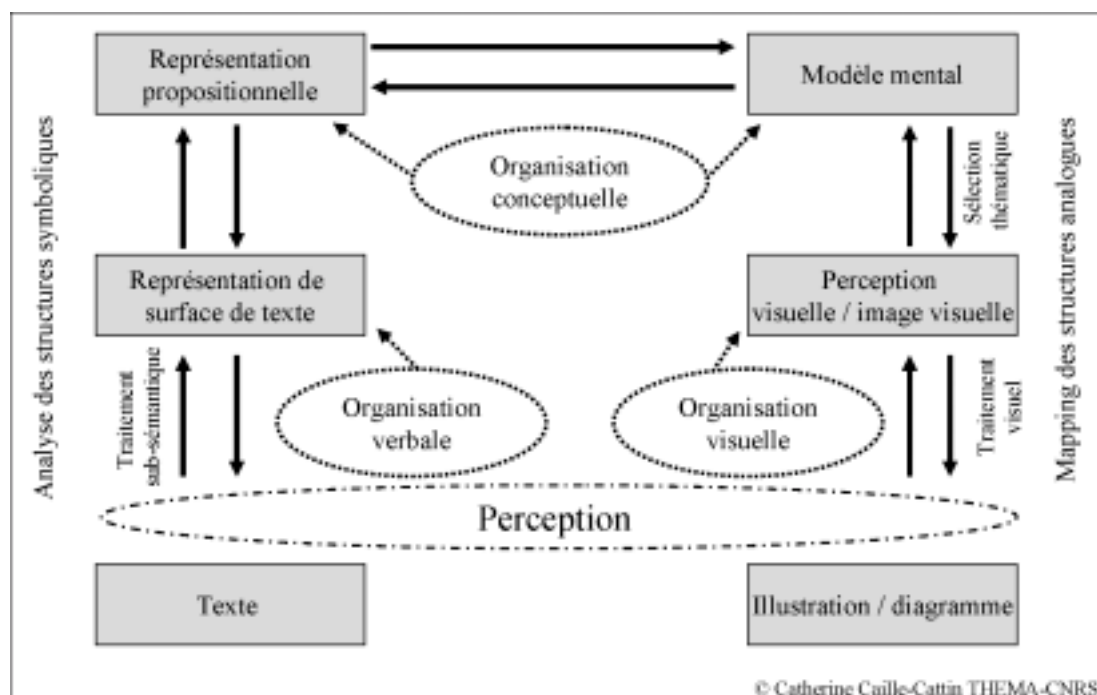 Représentation
propositionnelle
Modèle mental
Analyse des structures symboliques
Organisation
conceptuelle
Sélection
thématique
Mapping des structures analogues
Représentation de
surface de texte
Perception
visuelle / image visuelle
Traitement
sub-sémantique
Organisation
verbale
Organisation
visuelle
Traitement
visuel
Perception
Texte
Illustration / diagramme
© Catherine Caille-Cattin THEMA-CNRS